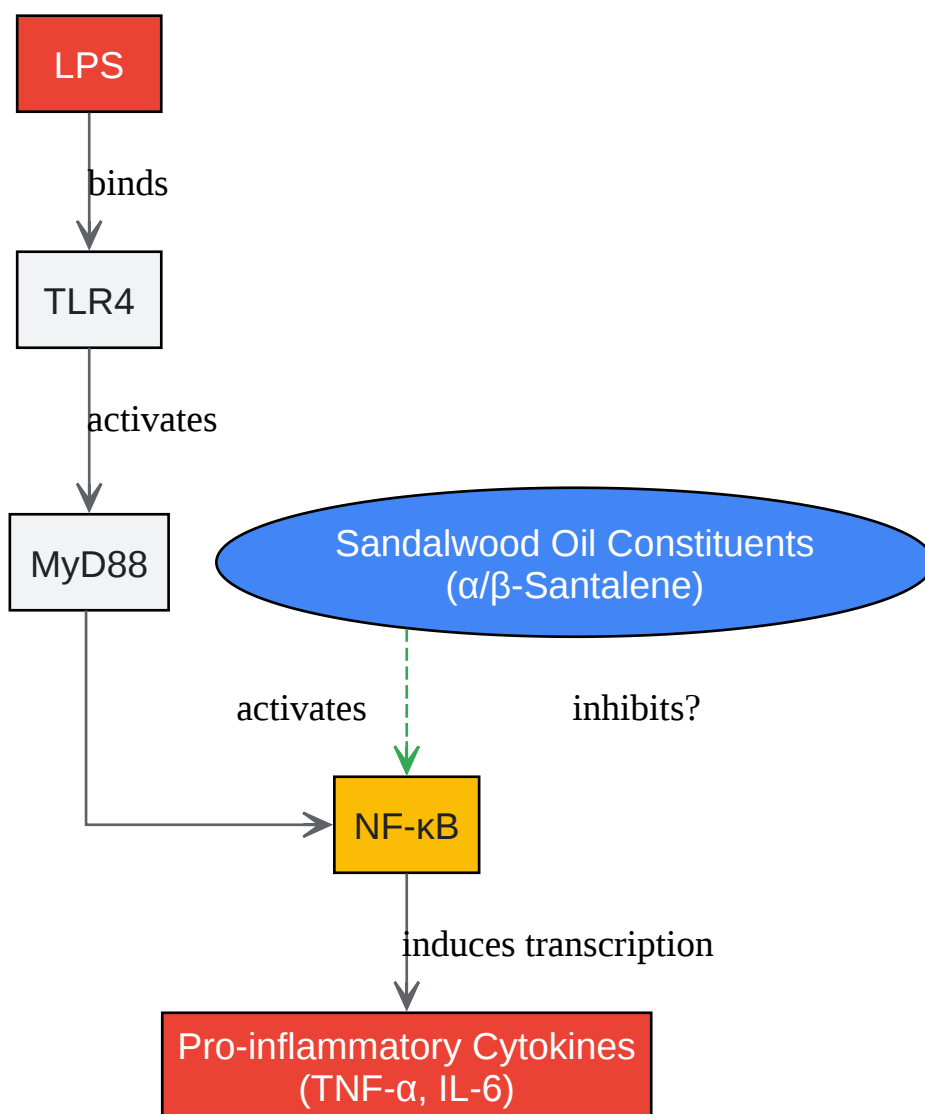 LPS
binds
TLR4
activates
MyD88
Sandalwood Oil Constituents
(α/β-Santalene)
activates
inhibits?
NF-κB
induces transcription
Pro-inflammatory Cytokines
(TNF-α, IL-6)